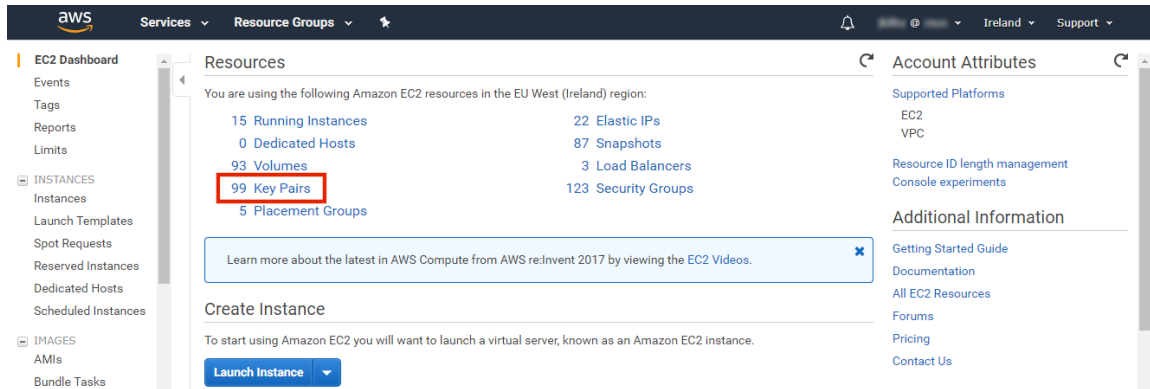 aws Services Resource Groups @ Ireland Support
EC2 Dashboard
Events
Tags
Reports
Limits
INSTANCES
Instances
Launch Templates
Spot Requests
Reserved Instances
Dedicated Hosts
Scheduled Instances
IMAGES
AMIs
Bundle Tasks
Resources
You are using the following Amazon EC2 resources in the EU West (Ireland) region:
15 Running Instances
0 Dedicated Hosts
93 Volumes
99 Key Pairs
5 Placement Groups
22 Elastic IPs
87 Snapshots
3 Load Balancers
123 Security Groups
Learn more about the latest in AWS Compute from AWS re:Invent 2017 by viewing the EC2 Videos.
Create Instance
To start using Amazon EC2 you will want to launch a virtual server, known as an Amazon EC2 instance.
Launch Instance
Account Attributes
Supported Platforms
EC2
VPC
Resource ID length management
Console experiments
Additional Information
Getting Started Guide
Documentation
All EC2 Resources
Forums
Pricing
Contact Us